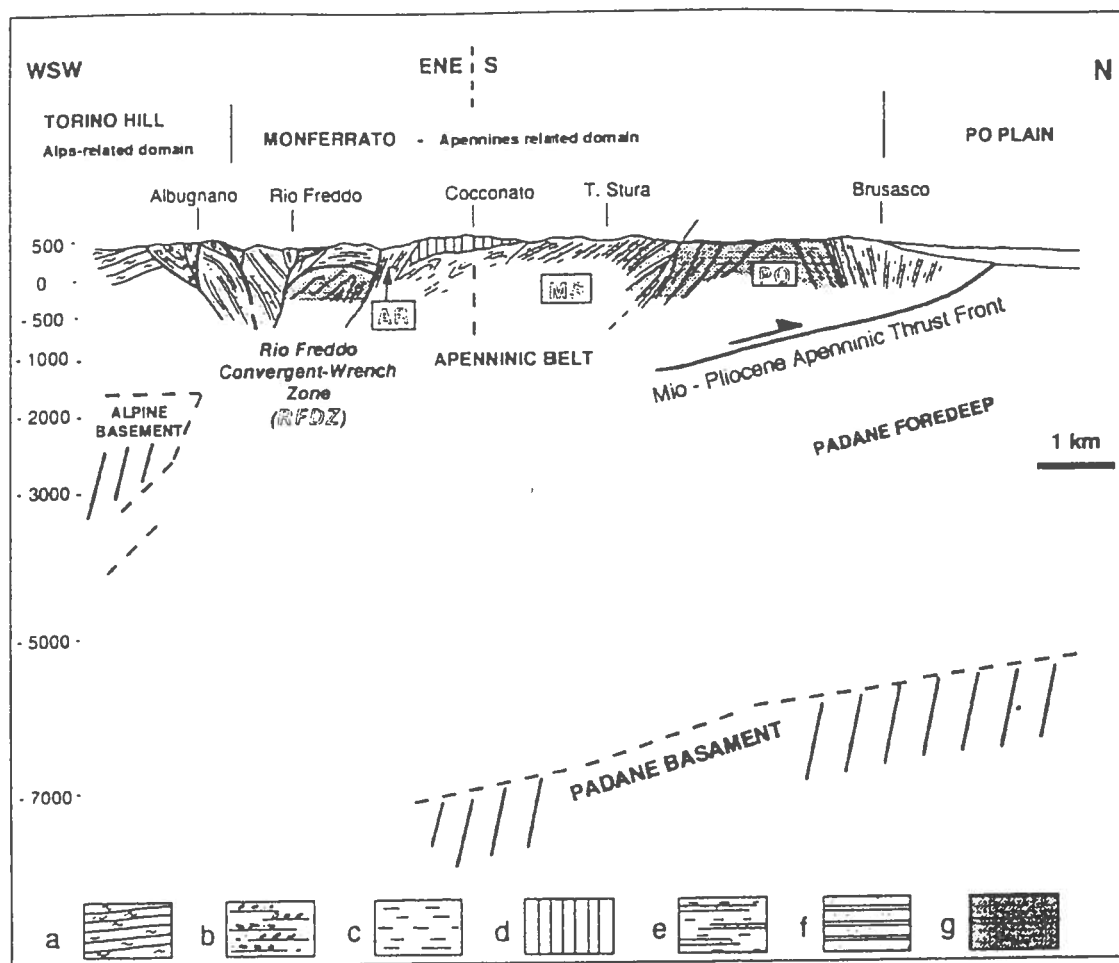 WSW
ENE S
N
TORINO HILL
Alps-related domain
MONFERRATO - Apennines related domain
PO PLAIN
Albugnano
Rio Freddo
Cocconato
T. Stura
Brusasco
500 -
0
- 500 -
- 1000 -
- 2000 -
- 3000 -
- 5000 -
- 7000 -
AR
PO
Rio Freddo
Convergent-Wrench
Zone
(RFDZ)
APENNINIC BELT
Mio - Pliocene Apenninic Thrust Front
ALPINE
BASEMENT
PADANE FOREDEEP
1 km
PADANE BASAMENT
a b c d e f g